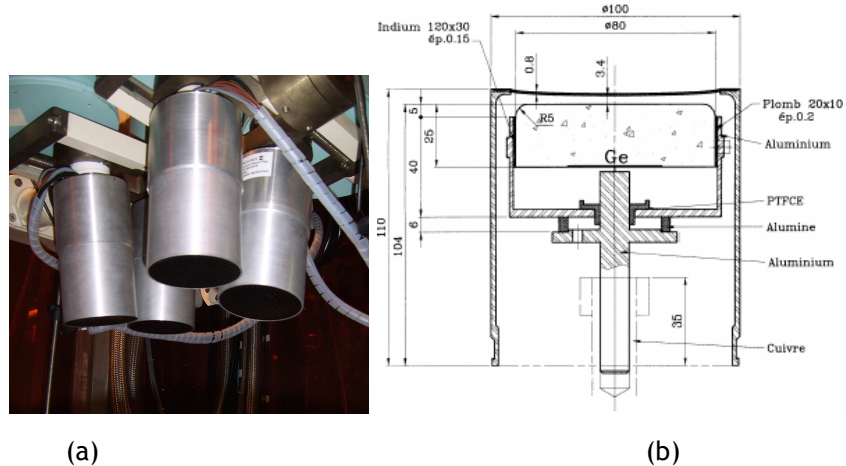 ø100
ø80
Indium 120x30
ép.0.15
0.8
3.4
Plomb 20x10
ép.0.2
R5
5
25
Aluminium
Ge
40
PTFCE
6
Alumine
110
104
Aluminium
35
Cuivre
(a)
(b)